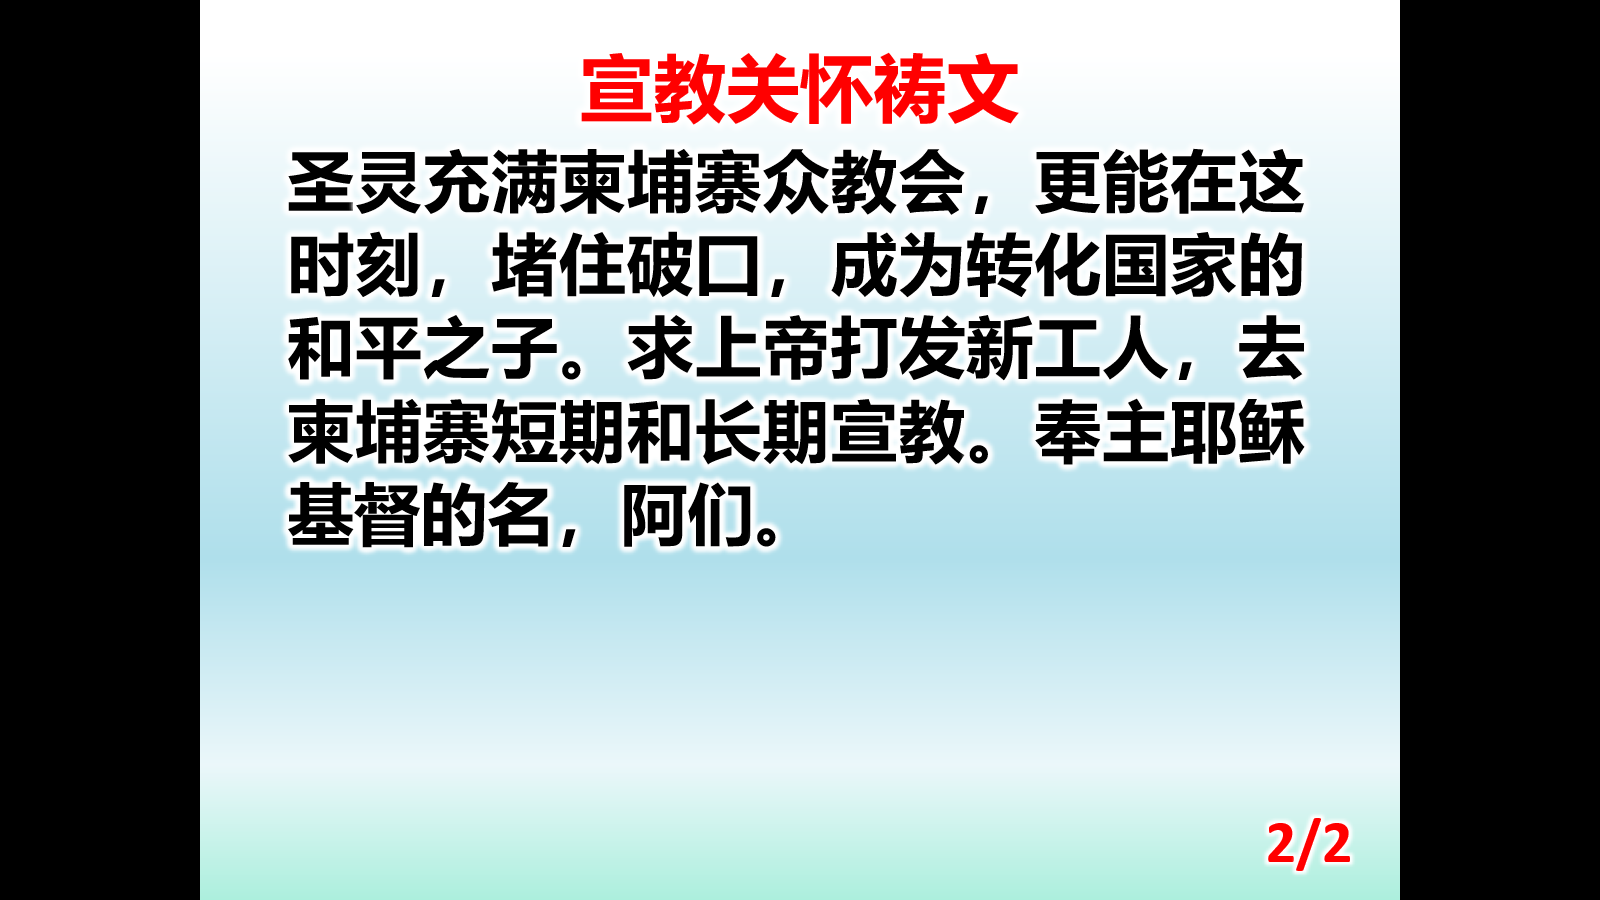 宣教关怀祷文
圣灵充满柬埔寨众教会，更能在这
时刻，堵住破口，成为转化国家的
和平之子。求上帝打发新工人，去
柬埔寨短期和长期宣教。奉主耶稣
基督的名，阿们。
2/2